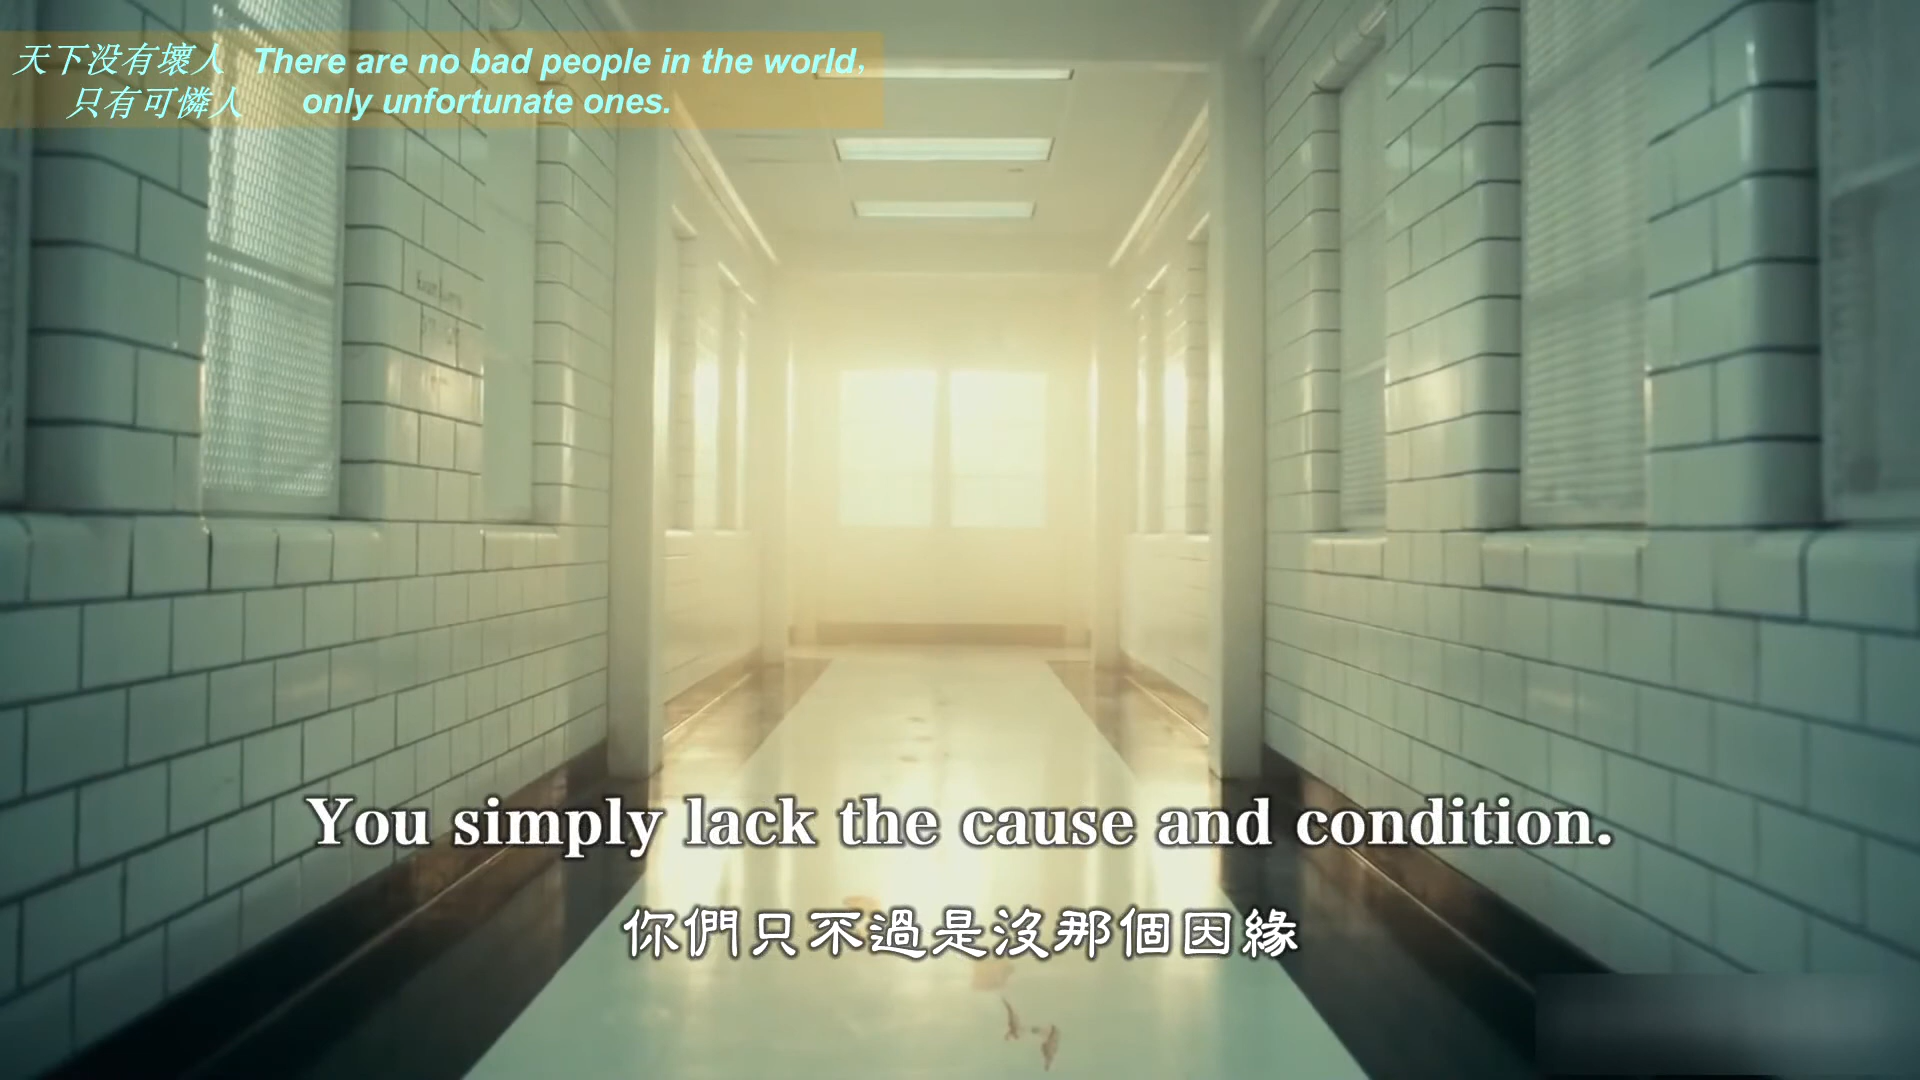 天下没有壞人 There are no bad people in the world,
只有可憐人 only unfortunate ones.
You simply lack the cause and condition.
你們只不過是沒那個因緣